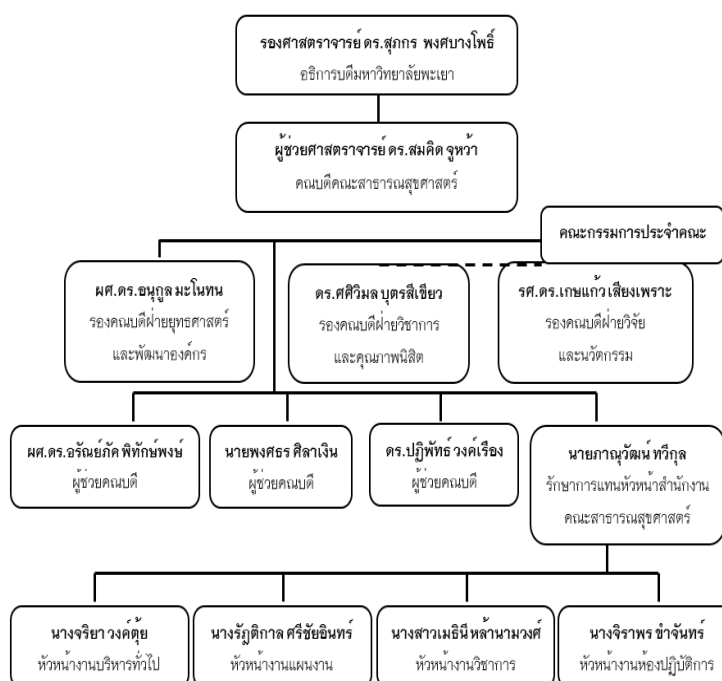 รองศาสตราจารย์ ดร.สุภกร พงศบางโพธิ์
อธิการบดีมหาวิทยาลัยพะเยา
ผู้ช่วยศาสตราจารย์ ดร.สมคิด จูหว้า
คณบดีคณะสาธารณสุขศาสตร์
คณะกรรมการประจำคณะ
ผศ.ดร.อนุกูล มะโนทน
รองคณบดีฝ่ายยุทธศาสตร์
และพัฒนาองค์กร
ดร.ศศิวิมล บุตรสีเขียว
รองคณบดีฝ่ายวิชาการ
และคุณภาพนิสิต
รศ.ดร.เกษแก้ว เสียงเพราะ
รองคณบดีฝ่ายวิจัย
และนวัตกรรม
ผศ.ดร.อรัณย์ภัค พิทักษ์พงษ์
ผู้ช่วยคณบดี
นายพงศธร ศิลาเงิน
ผู้ช่วยคณบดี
ดร.ปฏิพัทธ์ วงค์เรือง
ผู้ช่วยคณบดี
นายภาณุวัฒน์ ทวีกุล
รักษาการแทนหัวหน้าสำนักงาน
คณะสาธารณสุขศาสตร์
นางจริยา วงค์ตุ้ย
หัวหน้างานบริหารทั่วไป
นางรัฏติกาล ศรีชัยอินทร์
หัวหน้างานแผนงาน
นางสาวเมธินี หล้านามวงศ์
หัวหน้างานวิชาการ
นางจิราพร ขำจันทร์
หัวหน้างานห้องปฏิบัติการ